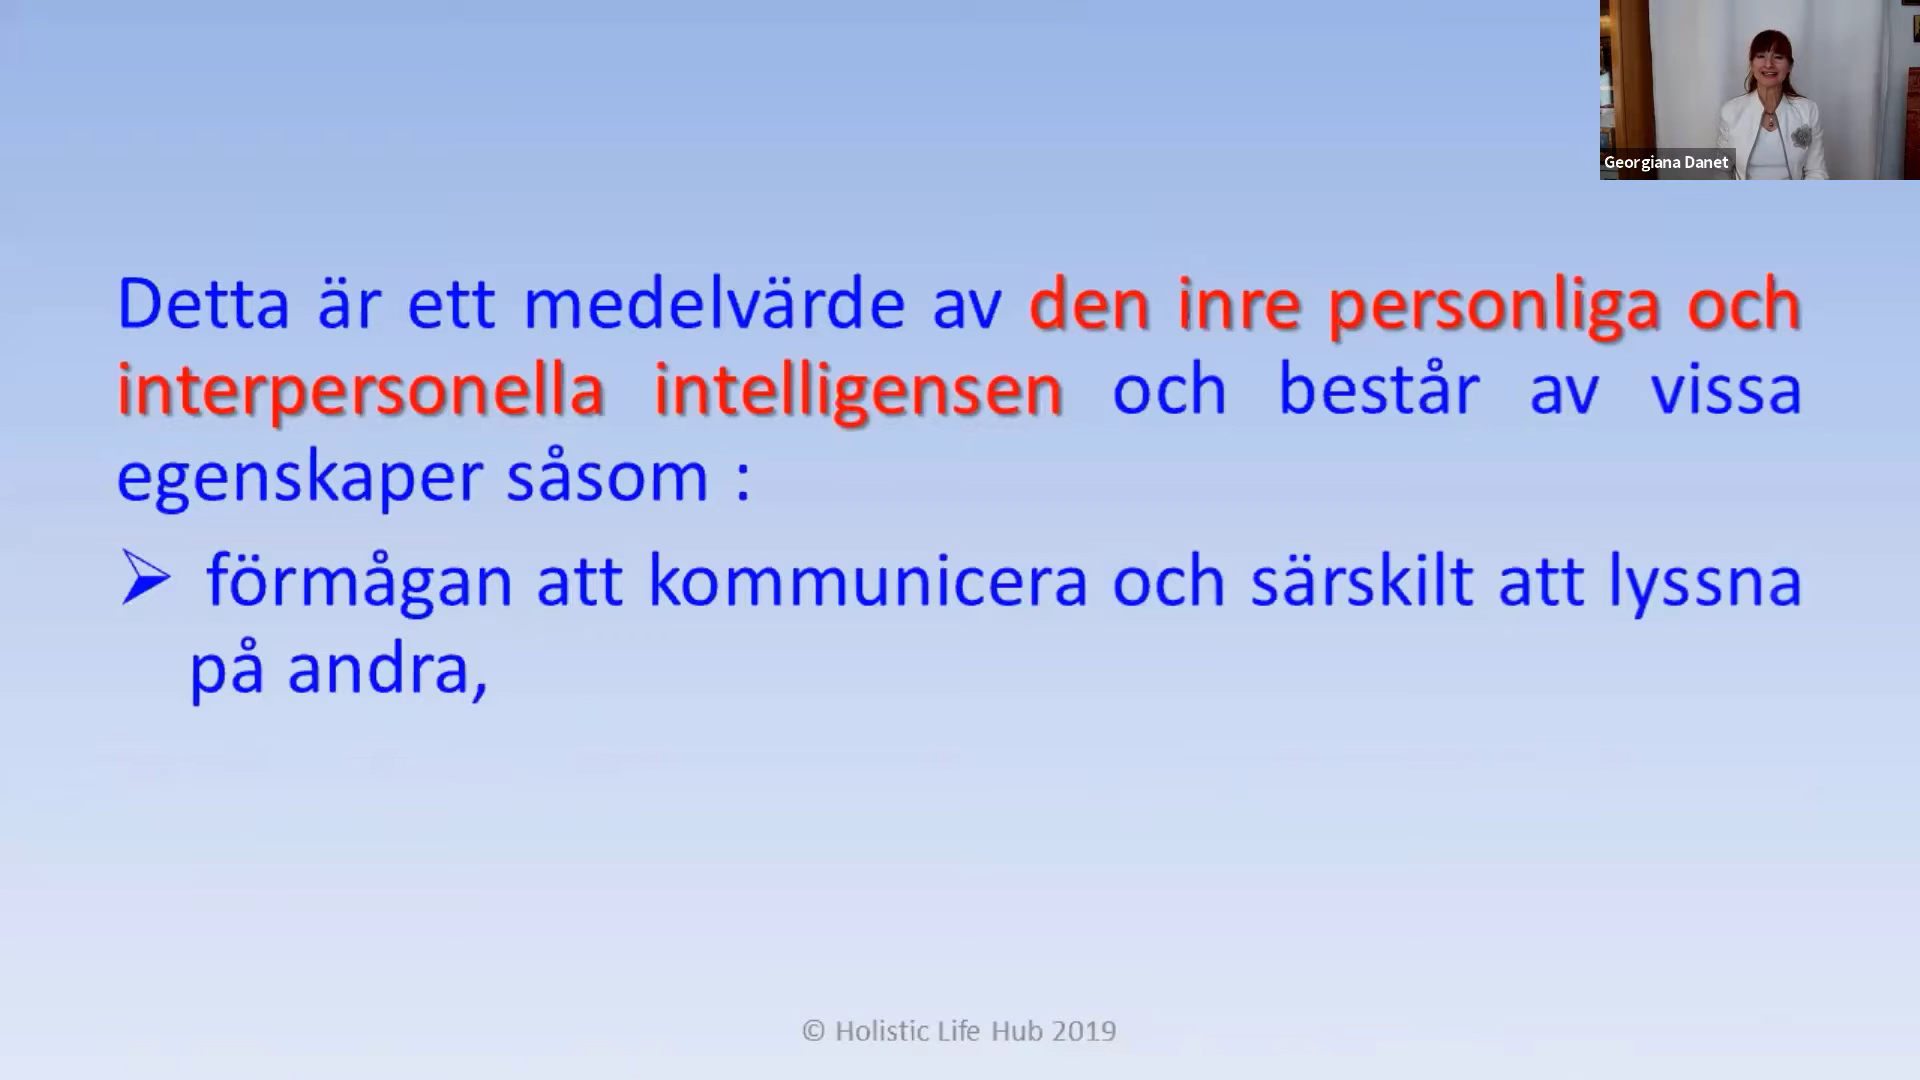 Georgiana Danet
Detta är ett medelvärde av den inre personliga och
interpersonella intelligensen och består av vissa
egenskaper såsom :
➢ förmågan att kommunicera och särskilt att lyssna
på andra,
© Holistic Life Hub 2019